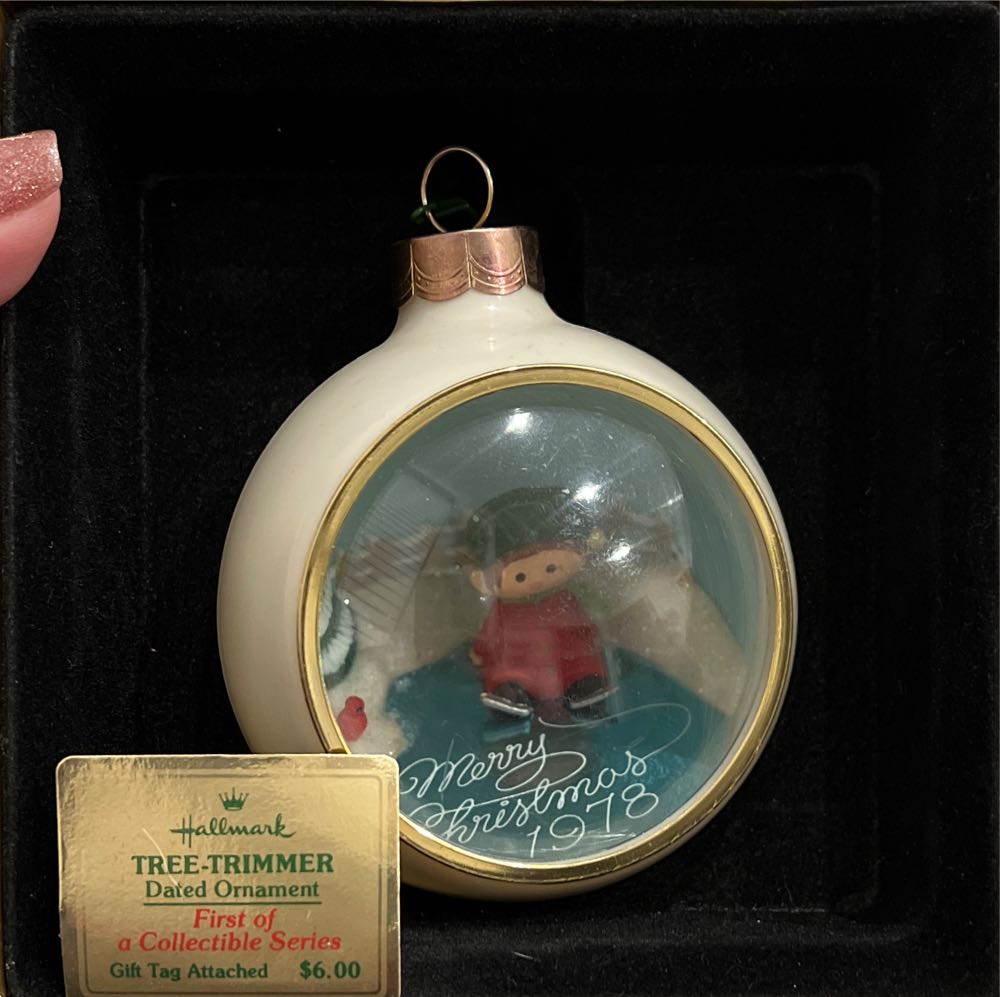 Merry
Christmas
1978
Hallmark
TREE-TRIMMER
Dated Ornament
First of
a Collectible Series
Gift Tag Attached $6.00